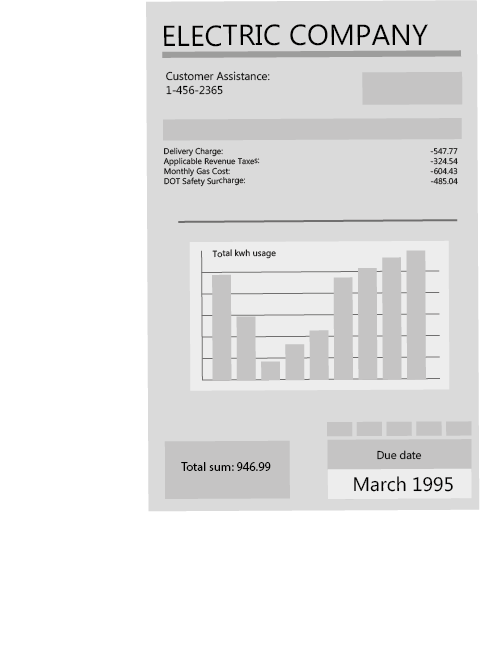 ELECTRIC COMPANY
Customer Assistance:
1-456-2365
Delivery Charge: -547.77
Applicable Revenue Taxes: -324.54
Monthly Gas Cost: -604.43
DOT Safety Surcharge: -485.04
Total kwh usage
Due date
Total sum: 946.99
March 1995